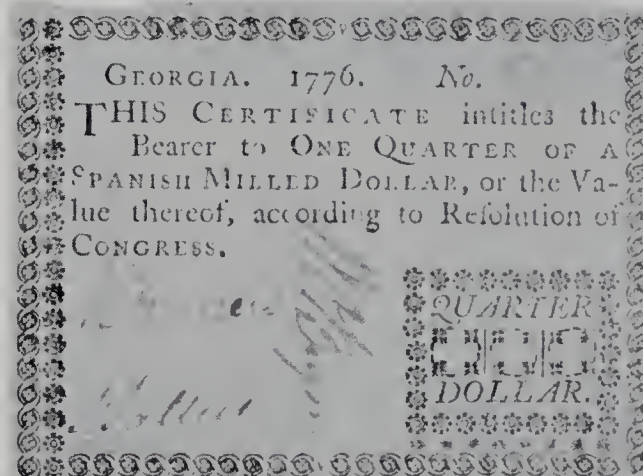 GEORGIA. 1776. No.
THIS CERTIFICATE intitles the
Bearer to ONE QUARTER OF A
SPANISH MILLED DOLLAR, or the Va-
lue thereof, according to Reſolution of
CONGRESS.
QUARTER
DOLLAR.